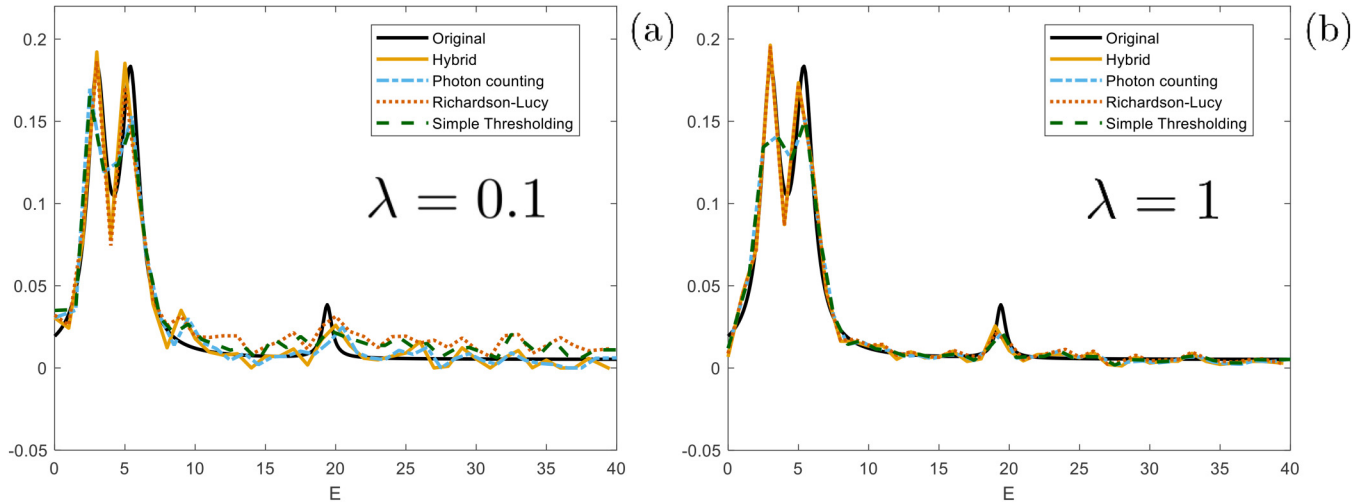 0.2
0.15
0.1
0.05
0
-0.05
0 5 10 15 20 25 30 35 40
E
Original
Hybrid
Photon counting
Richardson-Lucy
Simple Thresholding
λ = 0.1
(a)
0.2
0.15
0.1
0.05
0
-0.05
0 5 10 15 20 25 30 35 40
E
Original
Hybrid
Photon counting
Richardson-Lucy
Simple Thresholding
λ = 1
(b)